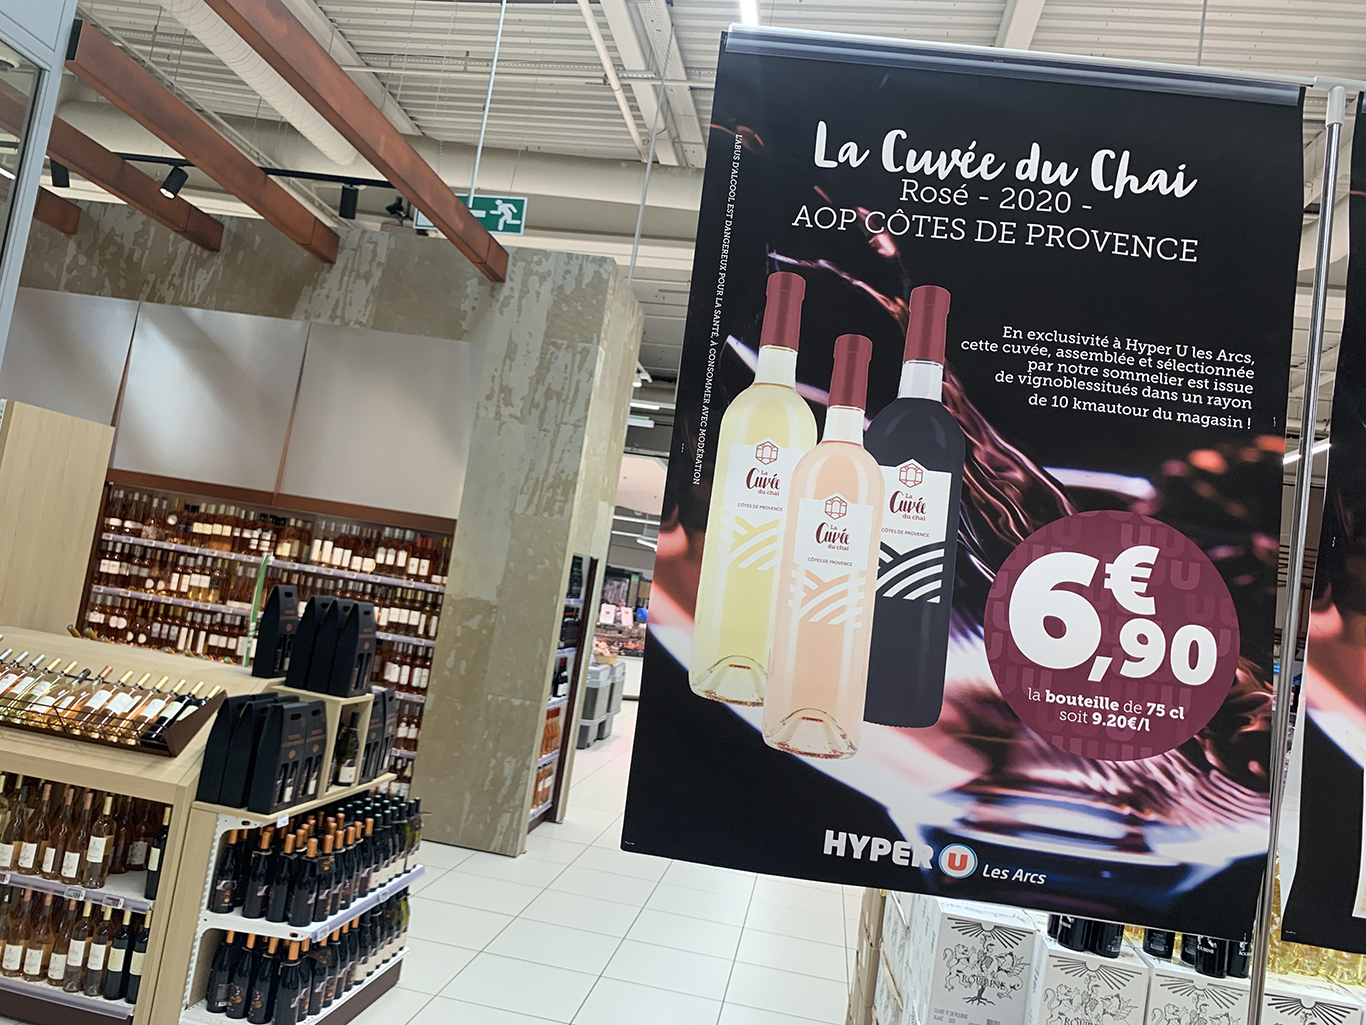 La Cuvée du Chai
Rosé - 2020 -
AOP CÔTES DE PROVENCE
L'ABUS D'ALCOOL EST DANGEREUX POUR LA SANTÉ, À CONSOMMER AVEC MODÉRATION
En exclusivité à Hyper U les Arcs,
cette cuvée, assemblée et sélectionnée
par notre sommelier est issue
de vignoblessitués dans un rayon
de 10 kmautour du magasin !
La
Cuvée
du chai
CÔTES DE PROVENCE
La
Cuvée
du chai
CÔTES DE PROVENCE
La
Cuvée
du chai
CÔTES DE PROVENCE
6€,90
la bouteille de 75 cl
soit 9.20€/l
HYPER U Les Arcs
ROUBINE
ROUBINE